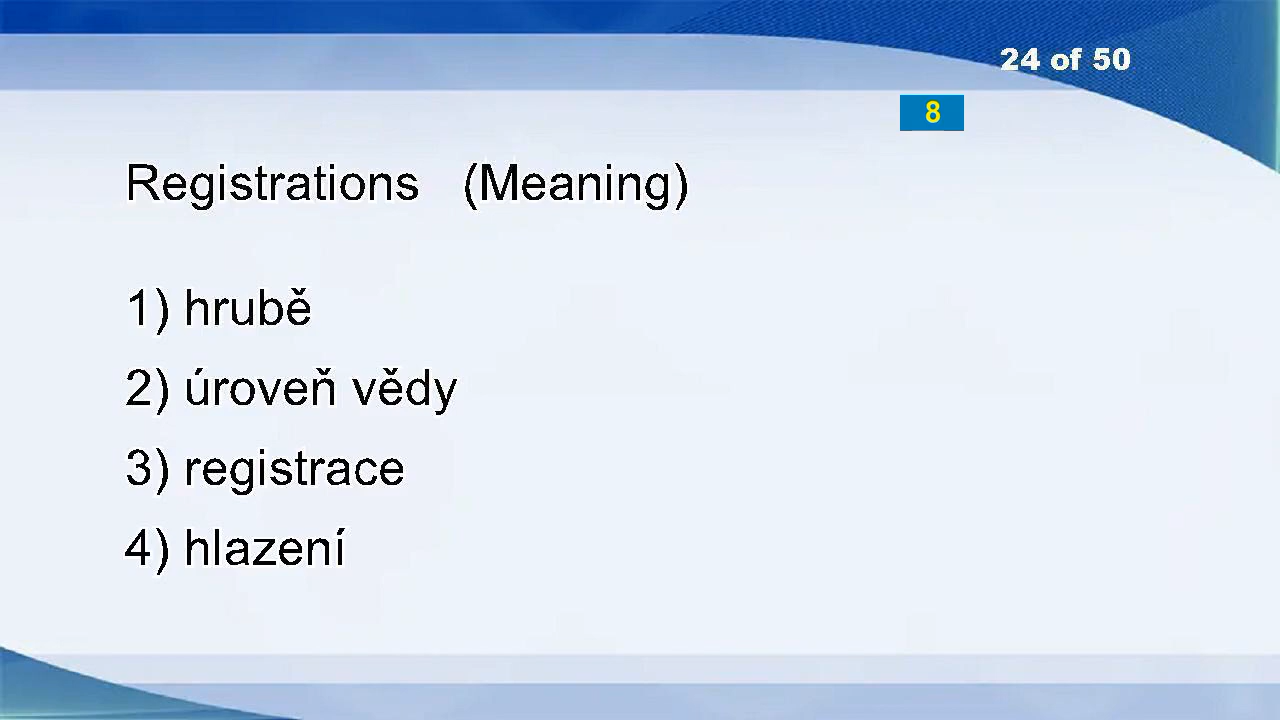 24 of 50
8
Registrations (Meaning)
1) hrubě
2) úroveň vědy
3) registrace
4) hlazení